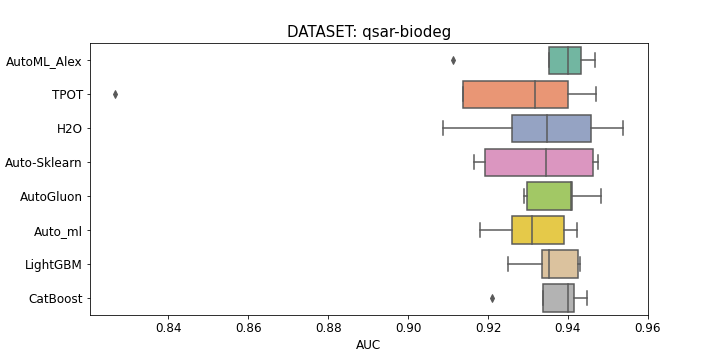 DATASET: qsar-biodeg
AutoML_Alex
TPOT
H2O
Auto-Sklearn
AutoGluon
Auto_ml
LightGBM
CatBoost
0.84 0.86 0.88 0.90 0.92 0.94 0.96
AUC